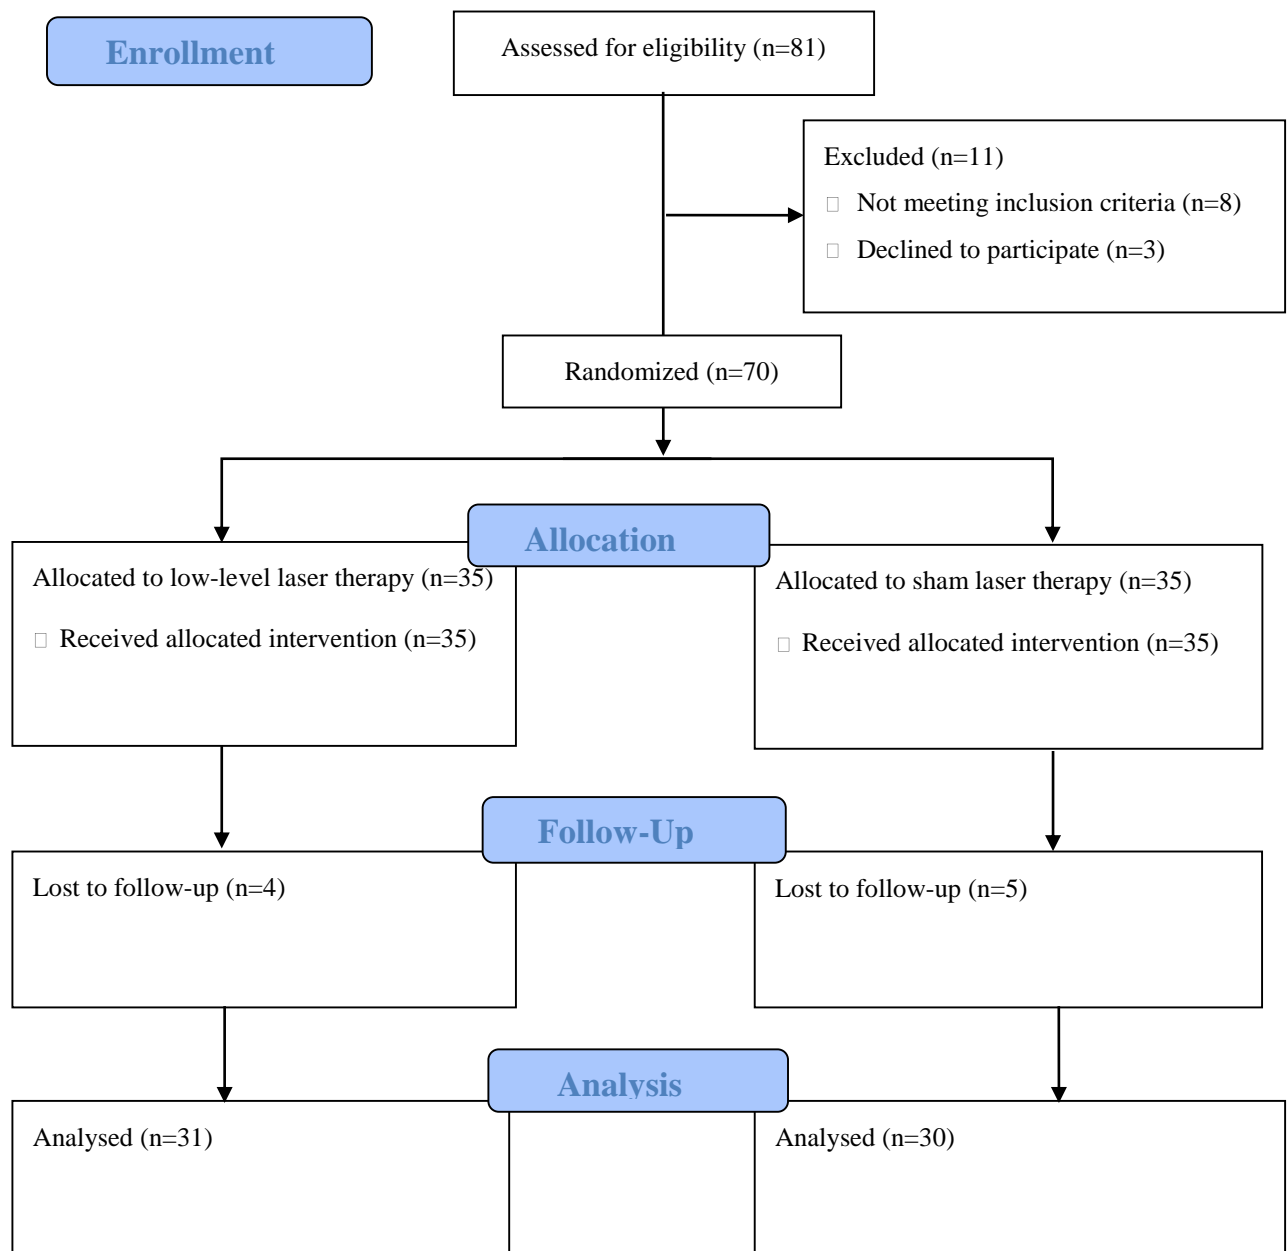 Enrollment
Assessed for eligibility (n=81)
Excluded (n=11)
Not meeting inclusion criteria (n=8)
Declined to participate (n=3)
Randomized (n=70)
Allocation
Allocated to low-level laser therapy (n=35)
Received allocated intervention (n=35)
Allocated to sham laser therapy (n=35)
Received allocated intervention (n=35)
Follow-Up
Lost to follow-up (n=4)
Lost to follow-up (n=5)
Analysis
Analysed (n=31)
Analysed (n=30)